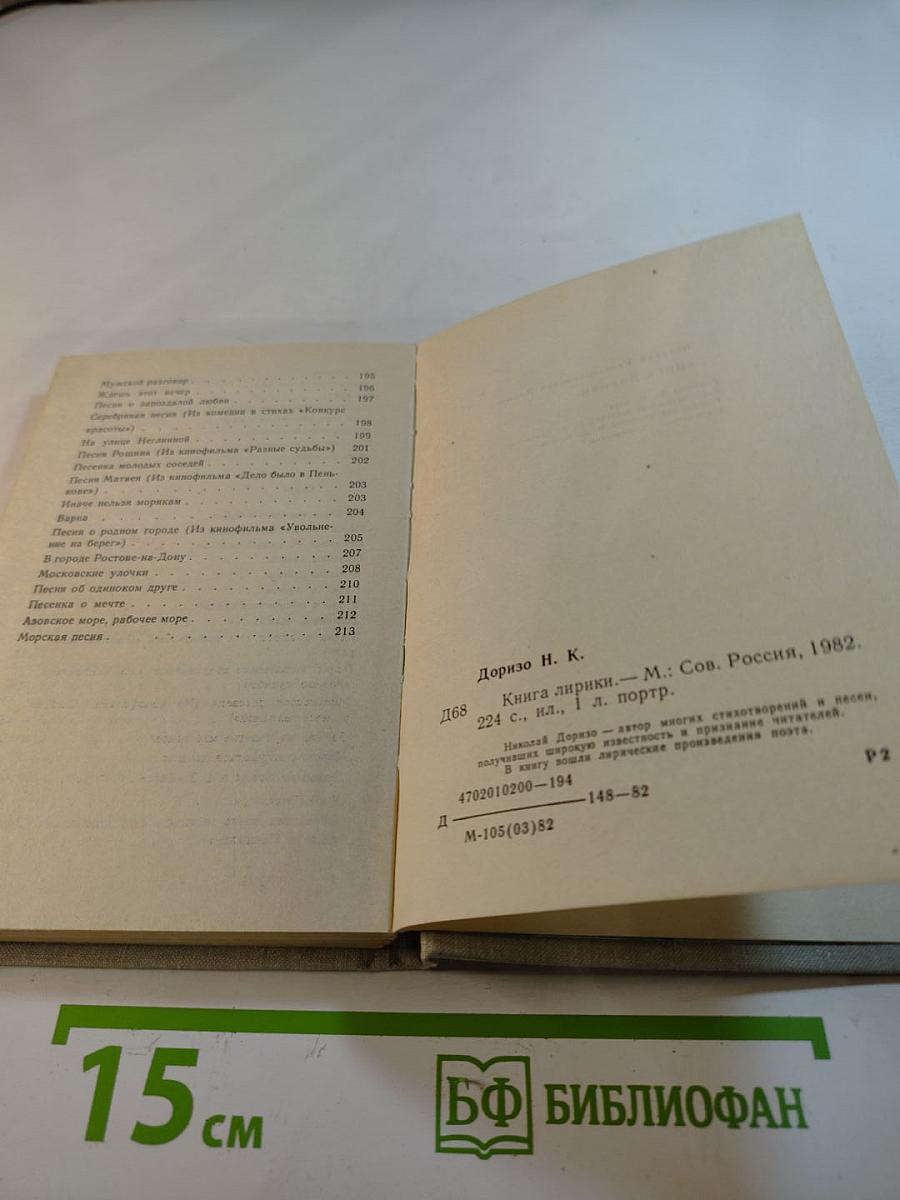 Мужской разговор . . . . . . . . . . . . 195
Ждешь этот вечер . . . . . . . . . . . . 196
Песня о запоздалой любви . . . . . . . . . 197
Серебряная песня (Из комедии в стихах «Конкурс
красоты») . . . . . . . . . . . . . . 198
На улице Неглинной . . . . . . . . . . . 199
Песня Рощина (Из кинофильма «Разные судьбы») 201
Песенка молодых соседей . . . . . . . . . 202
Песня Матвея (Из кинофильма «Дело было в Пень-
кове») . . . . . . . . . . . . . . . 203
Иначе нельзя морякам . . . . . . . . . . 203
Варна . . . . . . . . . . . . . . . 204
Песня о родном городе (Из кинофильма «Увольне-
ние на берег») . . . . . . . . . . . . 205
В городе Ростове-на-Дону . . . . . . . . . 207
Московские улочки . . . . . . . . . . . 208
Песня об одиноком друге . . . . . . . . . 210
Песенка о мечте . . . . . . . . . . . . 211
Азовское море, рабочее море . . . . . . . . 212
Морская песня . . . . . . . . . . . . 213
Доризо Н. К.
Д68 Книга лирики.— М.: Сов. Россия, 1982.
224 с., ил., 1 л. портр.
Николай Доризо — автор многих стихотворений и песен,
получивших широкую известность и признание читателей.
В книгу вошли лирические произведения поэта.
Р2
4702010200—194
Д ———— 148—82
М-105(03)82
15 см
БФ БИБЛИОФАН